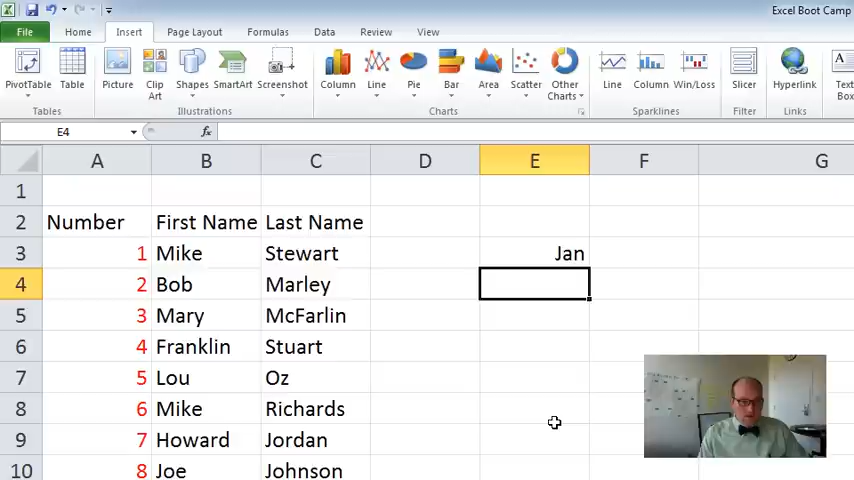 Excel Boot Camp
File Home Insert Page Layout Formulas Data Review View
PivotTable Table Picture Clip Art Shapes SmartArt Screenshot Column Line Pie Bar Area Scatter Other Charts Line Column Win/Loss Slicer Hyperlink Text Box
Tables Illustrations Charts Sparklines Filter Links
E4 fx
A B C D E F G
1
2 Number First Name Last Name
3 1 Mike Stewart Jan
4 2 Bob Marley
5 3 Mary McFarlin
6 4 Franklin Stuart
7 5 Lou Oz
8 6 Mike Richards
9 7 Howard Jordan
10 8 Joe Johnson